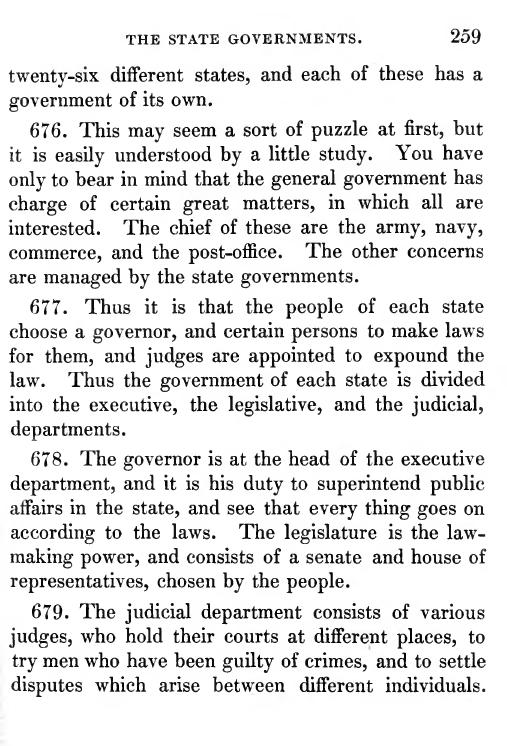 THE STATE GOVERNMENTS. 259
twenty-six different states, and each of these has a
government of its own.
676. This may seem a sort of puzzle at first, but
it is easily understood by a little study. You have
only to bear in mind that the general government has
charge of certain great matters, in which all are
interested. The chief of these are the army, navy,
commerce, and the post-office. The other concerns
are managed by the state governments.
677. Thus it is that the people of each state
choose a governor, and certain persons to make laws
for them, and judges are appointed to expound the
law. Thus the government of each state is divided
into the executive, the legislative, and the judicial,
departments.
678. The governor is at the head of the executive
department, and it is his duty to superintend public
affairs in the state, and see that every thing goes on
according to the laws. The legislature is the law-
making power, and consists of a senate and house of
representatives, chosen by the people.
679. The judicial department consists of various
judges, who hold their courts at different places, to
try men who have been guilty of crimes, and to settle
disputes which arise between different individuals.